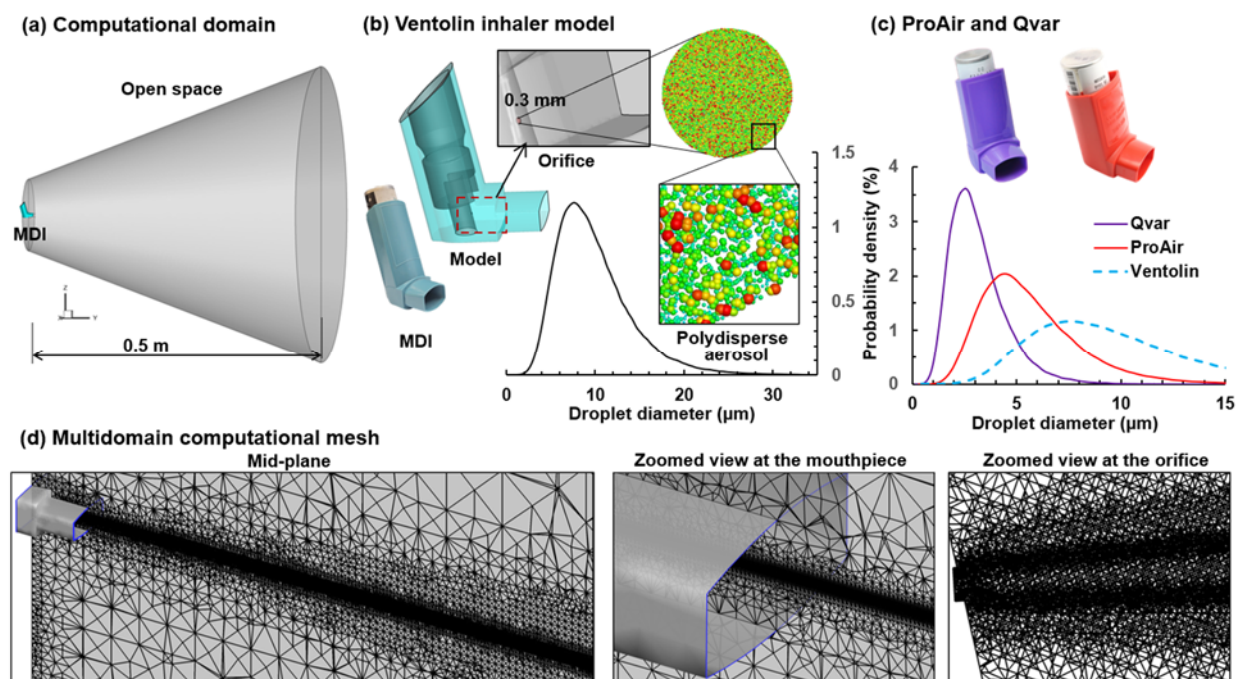 (a) Computational domain
Open space
MDI
Z
Y
0.5 m
(b) Ventolin inhaler model
0.3 mm
Orifice
Model
MDI
Polydisperse
aerosol
1.5
1
0.5
0
0
10
20
30
Droplet diameter (μm)
(c) ProAir and Qvar
Probability density (%)
4
3
2
1
0
Qvar
ProAir
Ventolin
0
5
10
15
Droplet diameter (μm)
(d) Multidomain computational mesh
Mid-plane
Zoomed view at the mouthpiece
Zoomed view at the orifice